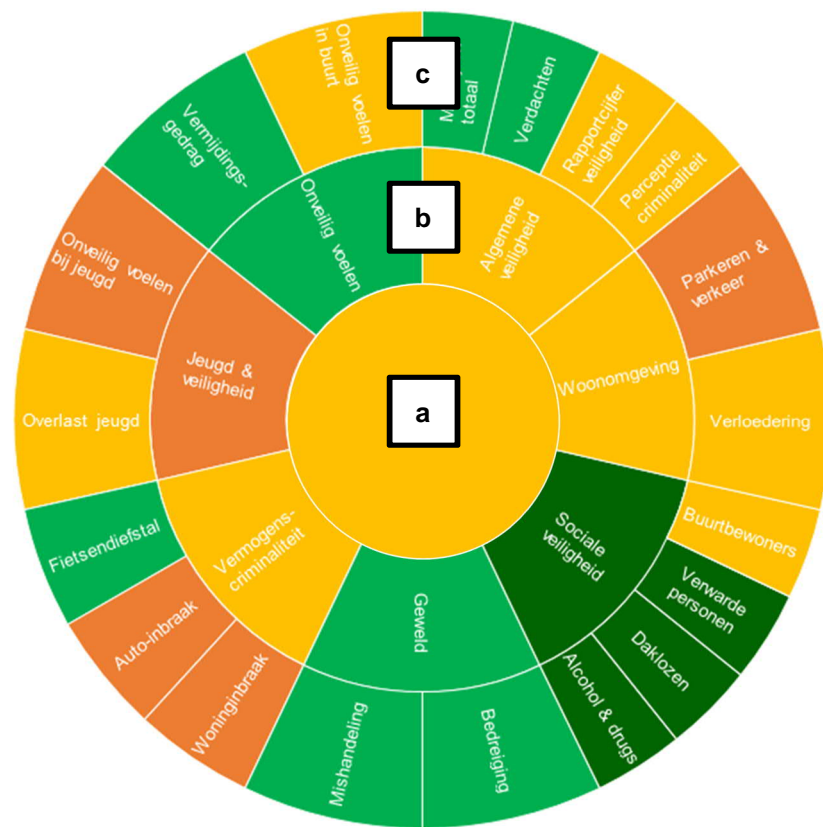 c
totaal
Verdachten
Rapportcijfer
veiligheid
Perceptie
criminaliteit
Parkeren &
verkeer
Verloedering
Buurtbewoners
Verwarde
personen
Daklozen
Alcohol & drugs
Bedreiging
Mishandeling
Woninginbraak
Auto-inbraak
Fietsendiefstal
Overlast jeugd
Onveilig voelen
bij jeugd
Vermijdings-
gedrag
Onveilig voelen
in buurt
b
Algemene
veiligheid
Woonomgeving
Sociale
veiligheid
Geweld
Vermogens-
criminaliteit
Jeugd &
veiligheid
Onveilig voelen
a